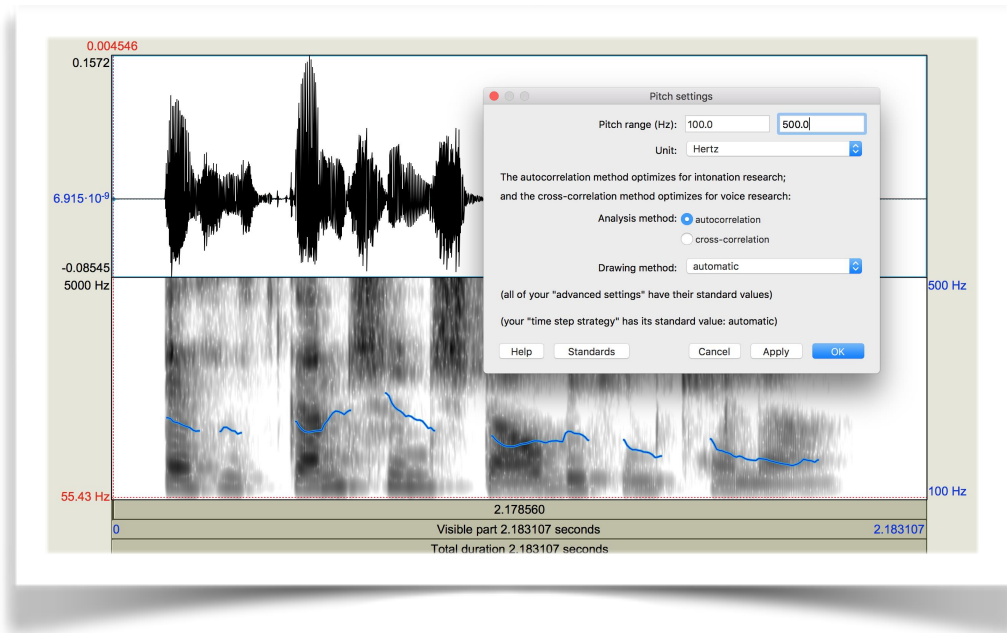 0.004546
0.1572
6.915·10-9
-0.08545
5000 Hz
55.43 Hz
500 Hz
100 Hz
Pitch settings
Pitch range (Hz): 100.0 500.0
Unit: Hertz
The autocorrelation method optimizes for intonation research;
and the cross-correlation method optimizes for voice research:
Analysis method: autocorrelation
cross-correlation
Drawing method: automatic
(all of your "advanced settings" have their standard values)
(your "time step strategy" has its standard value: automatic)
Help Standards Cancel Apply OK
2.178560
0 Visible part 2.183107 seconds 2.183107
Total duration 2.183107 seconds